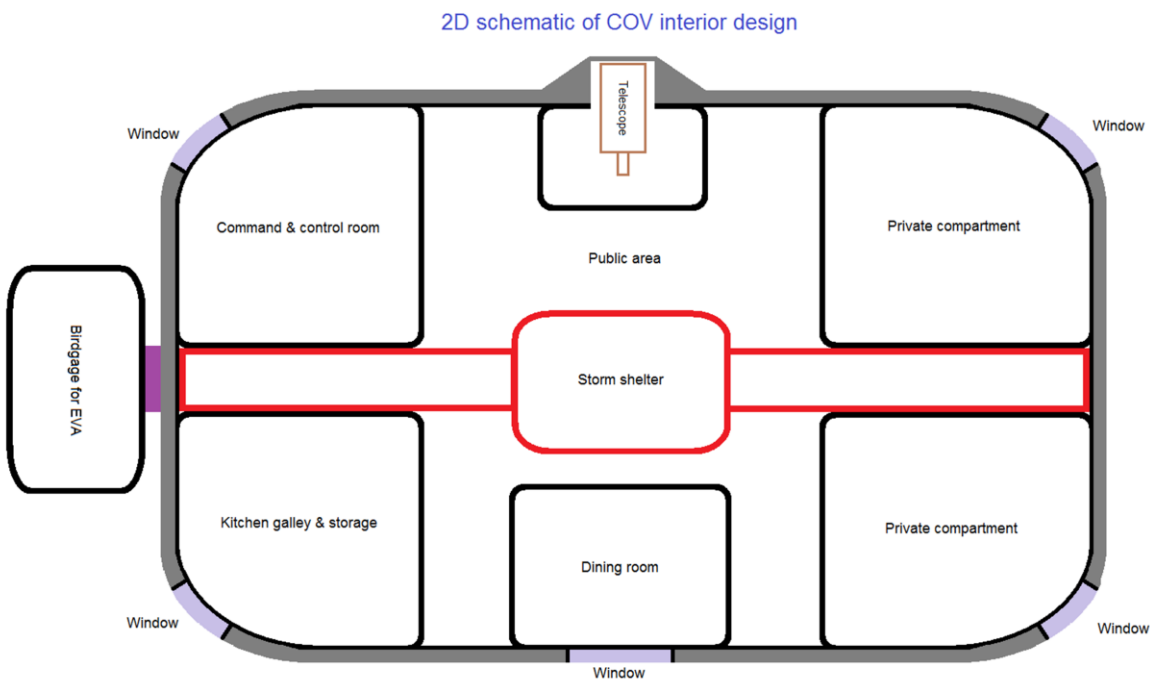 2D schematic of COV interior design
Telescope
Window
Window
Command & control room
Private compartment
Public area
Birdgage for EVA
Storm shelter
Kitchen galley & storage
Private compartment
Dining room
Window
Window
Window